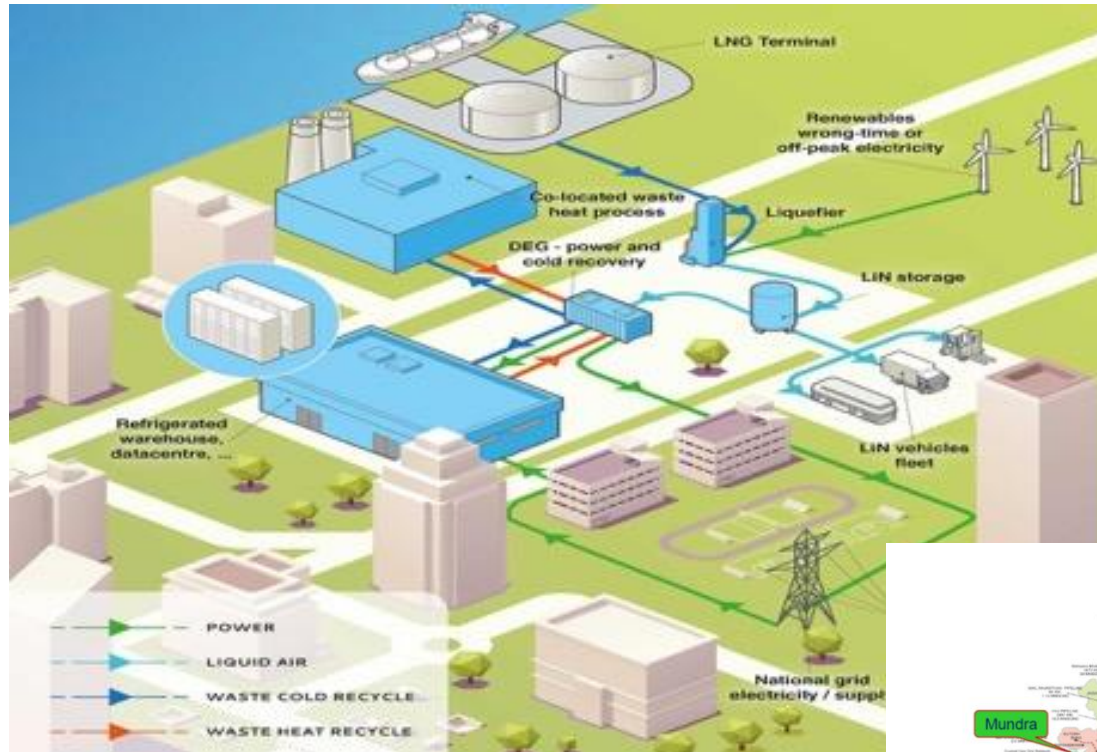 LNG Terminal
Renewables
wrong-time or
off-peak electricity
Co-located waste
heat process
Liquefier
DEG - power and
cold recovery
LiN storage
Refrigerated
warehouse,
datacentre, ...
LiN vehicles
fleet
POWER
LIQUID AIR
WASTE COLD RECYCLE
WASTE HEAT RECYCLE
National grid
electricity / supply
Mundra